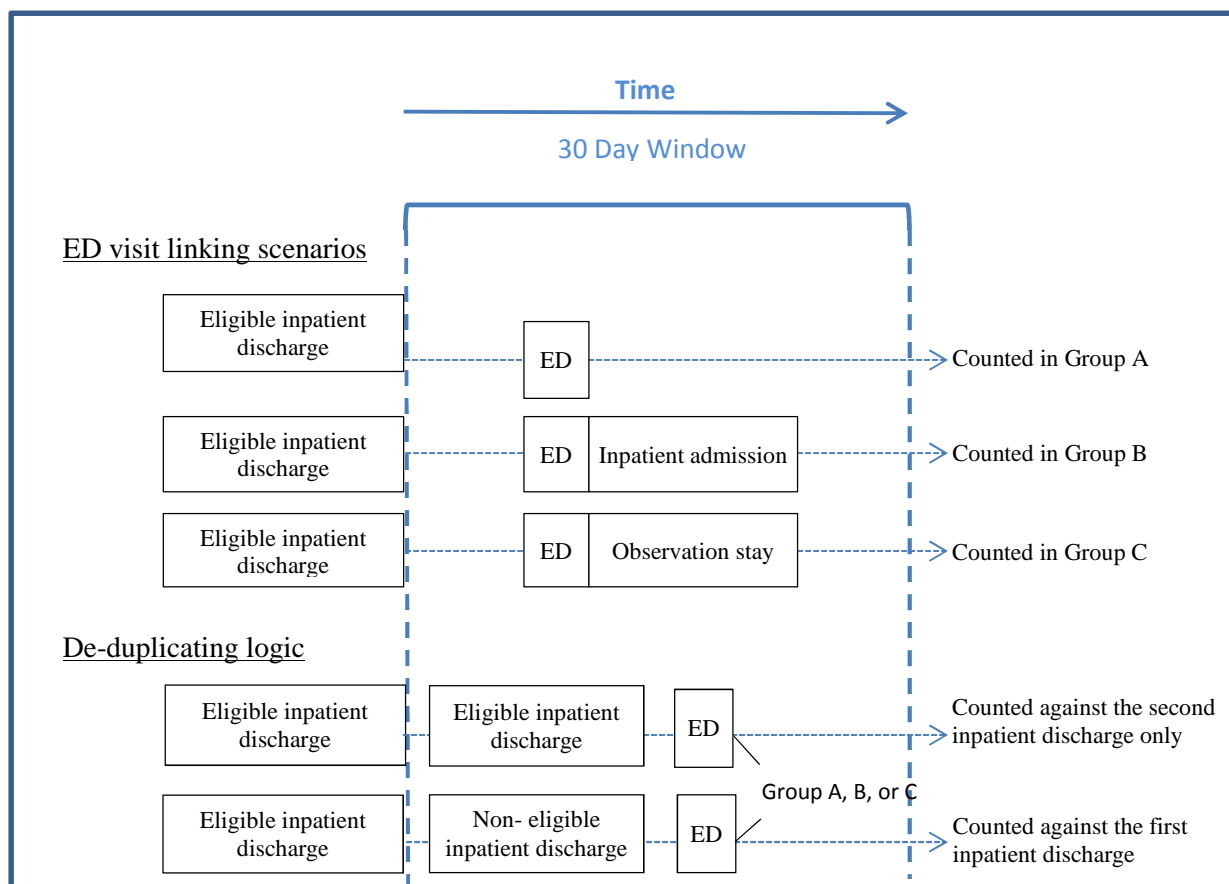 Time
30 Day Window
ED visit linking scenarios
Eligible inpatient
discharge
ED
Counted in Group A
Eligible inpatient
discharge
ED
Inpatient admission
Counted in Group B
Eligible inpatient
discharge
ED
Observation stay
Counted in Group C
De-duplicating logic
Eligible inpatient
discharge
Eligible inpatient
discharge
ED
Counted against the second
inpatient discharge only
Group A, B, or C
Eligible inpatient
discharge
Non- eligible
inpatient discharge
ED
Counted against the first
inpatient discharge